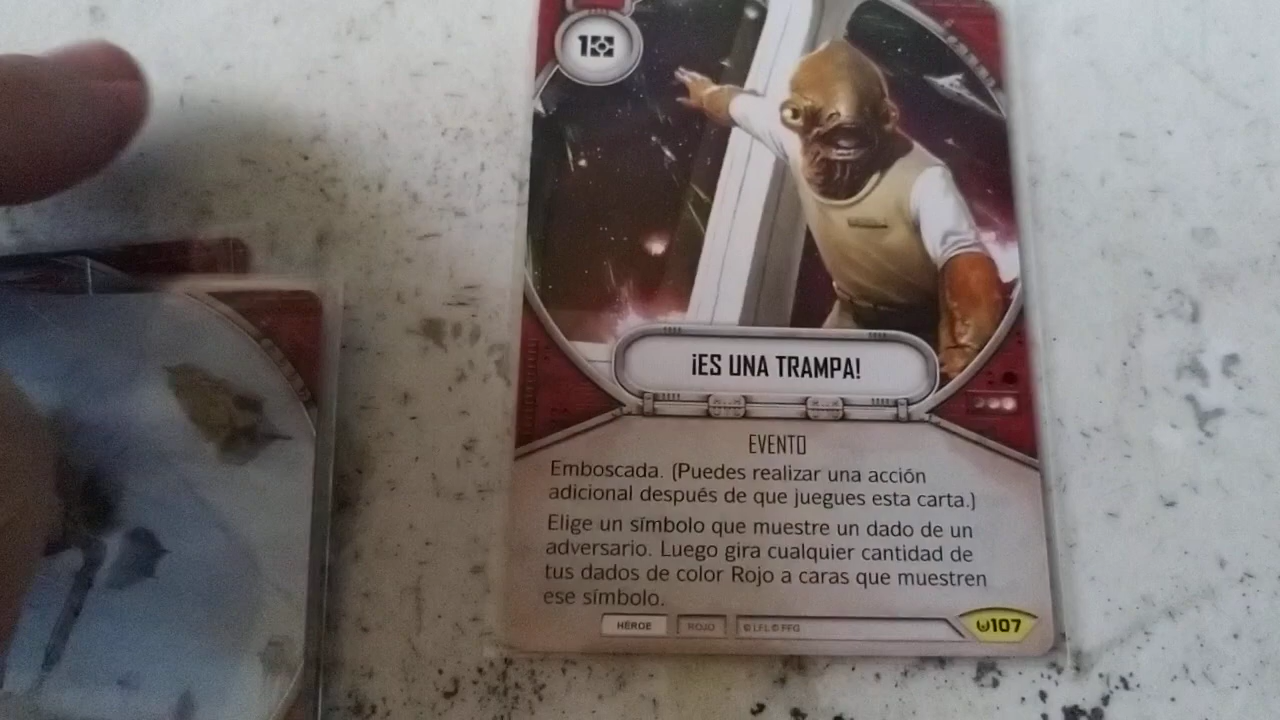 1
¡ES UNA TRAMPA!
EVENTO
Emboscada. (Puedes realizar una acción
adicional después de que juegues esta carta.)
Elige un símbolo que muestre un dado de un
adversario. Luego gira cualquier cantidad de
tus dados de color Rojo a caras que muestren
ese símbolo.
HÉROE ROJO © LFL © FFG 107